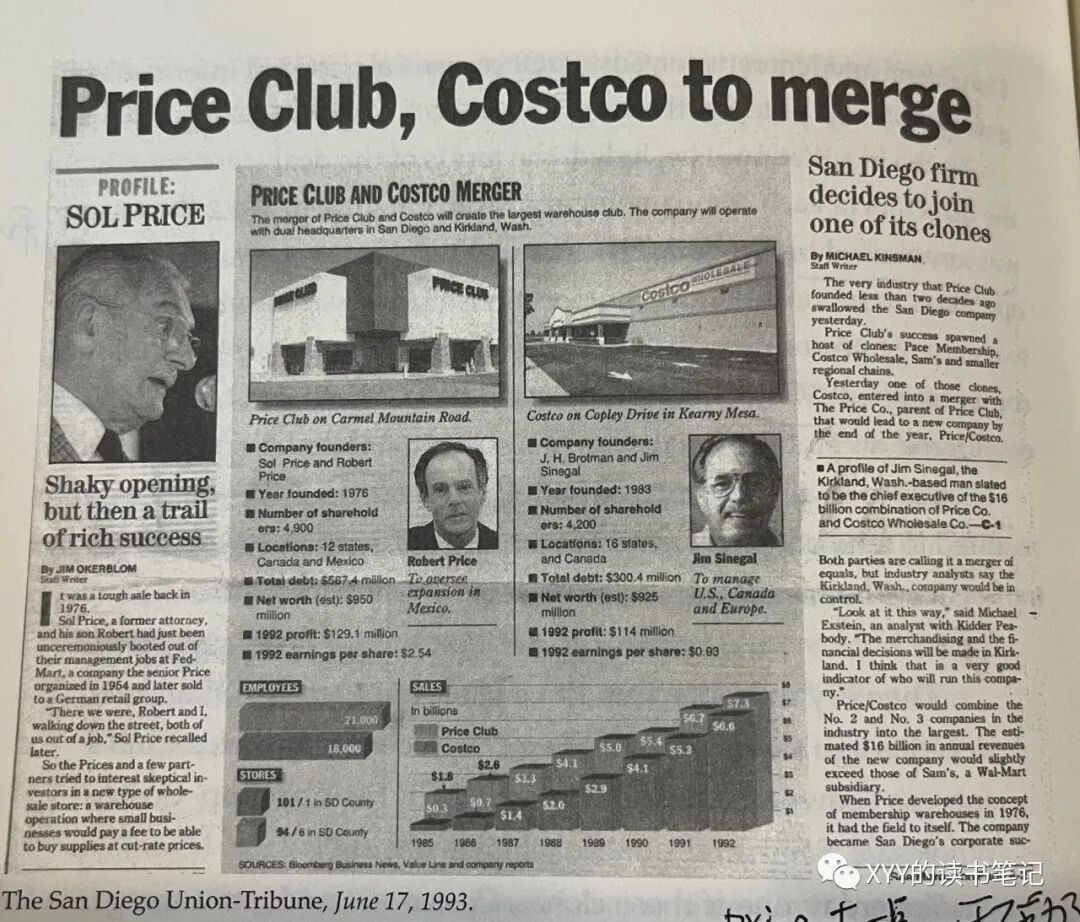 Price Club, Costco to merge
PROFILE:
SOL PRICE
Shaky opening,
but then a trail
of rich success
By JIM OKERBLOM
Staff Writer
It was a tough sale back in
1976.
Sol Price, a former attorney,
and his son Robert had just been
unceremoniously booted out of
their management jobs at Fed-
Mart, a company the senior Price
organized in 1954 and later sold
to a German retail group.
"There we were, Robert and I,
walking down the street, both of
us out of a job," Sol Price recalled
later.
So the Prices and a few part-
ners tried to interest skeptical in-
vestors in a new type of whole-
sale store: a warehouse
operation where small busi-
nesses would pay a fee to be able
to buy supplies at cut-rate prices.
PRICE CLUB AND COSTCO MERGER
The merger of Price Club and Costco will create the largest warehouse club. The company will operate
with dual headquarters in San Diego and Kirkland, Wash.
PRICE CLUB
PRICE CLUB
Price Club on Carmel Mountain Road.
■ Company founders:
Sol Price and Robert
Price
■ Year founded: 1976
■ Number of sharehold
ers: 4,900
■ Locations: 12 states,
Canada and Mexico
■ Total debt: $587.4 million
■ Net worth (est): $950
million
■ 1992 profit: $129.1 million
■ 1992 earnings per share: $2.54
Robert Price
To oversee
expansion in
Mexico.
Costco WHOLESALE
Costco on Copley Drive in Kearny Mesa.
■ Company founders:
J. H. Brotman and Jim
Sinegal
■ Year founded: 1983
■ Number of sharehold
ers: 4,200
■ Locations: 16 states,
and Canada
■ Total debt: $300.4 million
■ Net worth (est): $925
million
■ 1992 profit: $114 million
■ 1992 earnings per share: $0.93
Jim Sinegal
To manage
U.S., Canada
and Europe.
EMPLOYEES
21,000
18,000
STORES
101 / 1 in SD County
94 / 6 in SD County
SALES
In billions
Price Club
Costco
$1.8 $2.6 $3.3 $4.1 $5.0 $5.4 $6.7 $7.3
$0.3 $0.7 $1.4 $2.0 $2.9 $4.1 $5.3 $6.6
$8
$7
$6
$5
$4
$3
$2
$1
1985 1986 1987 1988 1989 1990 1991 1992
SOURCES: Bloomberg Business News, Value Line and company reports
San Diego firm
decides to join
one of its clones
By MICHAEL KINSMAN
Staff Writer
The very industry that Price Club
founded less than two decades ago
swallowed the San Diego company
yesterday.
Price Club's success spawned a
host of clones: Pace Membership,
Costco Wholesale, Sam's and smaller
regional chains.
Yesterday one of those clones,
Costco, entered into a merger with
The Price Co., parent of Price Club,
that would lead to a new company by
the end of the year, Price/Costco.
■ A profile of Jim Sinegal, the
Kirkland, Wash.-based man slated
to be the chief executive of the $16
billion combination of Price Co.
and Costco Wholesale Co.—C-1
Both parties are calling it a merger of
equals, but industry analysts say the
Kirkland, Wash., company would be in
control.
"Look at it this way," said Michael
Exstein, an analyst with Kidder Pea-
body. "The merchandising and the fi-
nancial decisions will be made in Kirk-
land. I think that is a very good
indicator of who will run this compa-
ny."
Price/Costco would combine the
No. 2 and No. 3 companies in the
industry into the largest. The esti-
mated $16 billion in annual revenues
of the new company would slightly
exceed those of Sam's, a Wal-Mart
subsidiary.
When Price developed the concept
of membership warehouses in 1976,
it had the field to itself. The company
became San Diego's corporate suc-
XYY的读书笔记
The San Diego Union-Tribune, June 17, 1993.